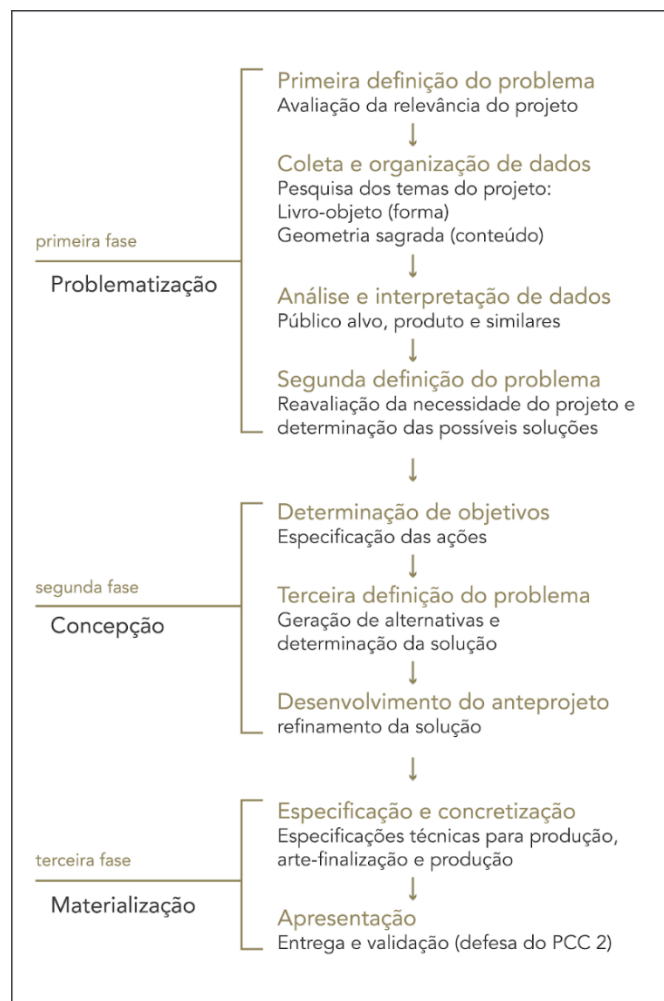 Primeira definição do problema
Avaliação da relevância do projeto
Coleta e organização de dados
Pesquisa dos temas do projeto:
Livro-objeto (forma)
Geometria sagrada (conteúdo)
primeira fase
Problematização
Análise e interpretação de dados
Público alvo, produto e similares
Segunda definição do problema
Reavaliação da necessidade do projeto e
determinação das possíveis soluções
Determinação de objetivos
Especificação das ações
segunda fase
Concepção
Terceira definição do problema
Geração de alternativas e
determinação da solução
Desenvolvimento do anteprojeto
refinamento da solução
Especificação e concretização
Especificações técnicas para produção,
arte-finalização e produção
terceira fase
Materialização
Apresentação
Entrega e validação (defesa do PCC 2)